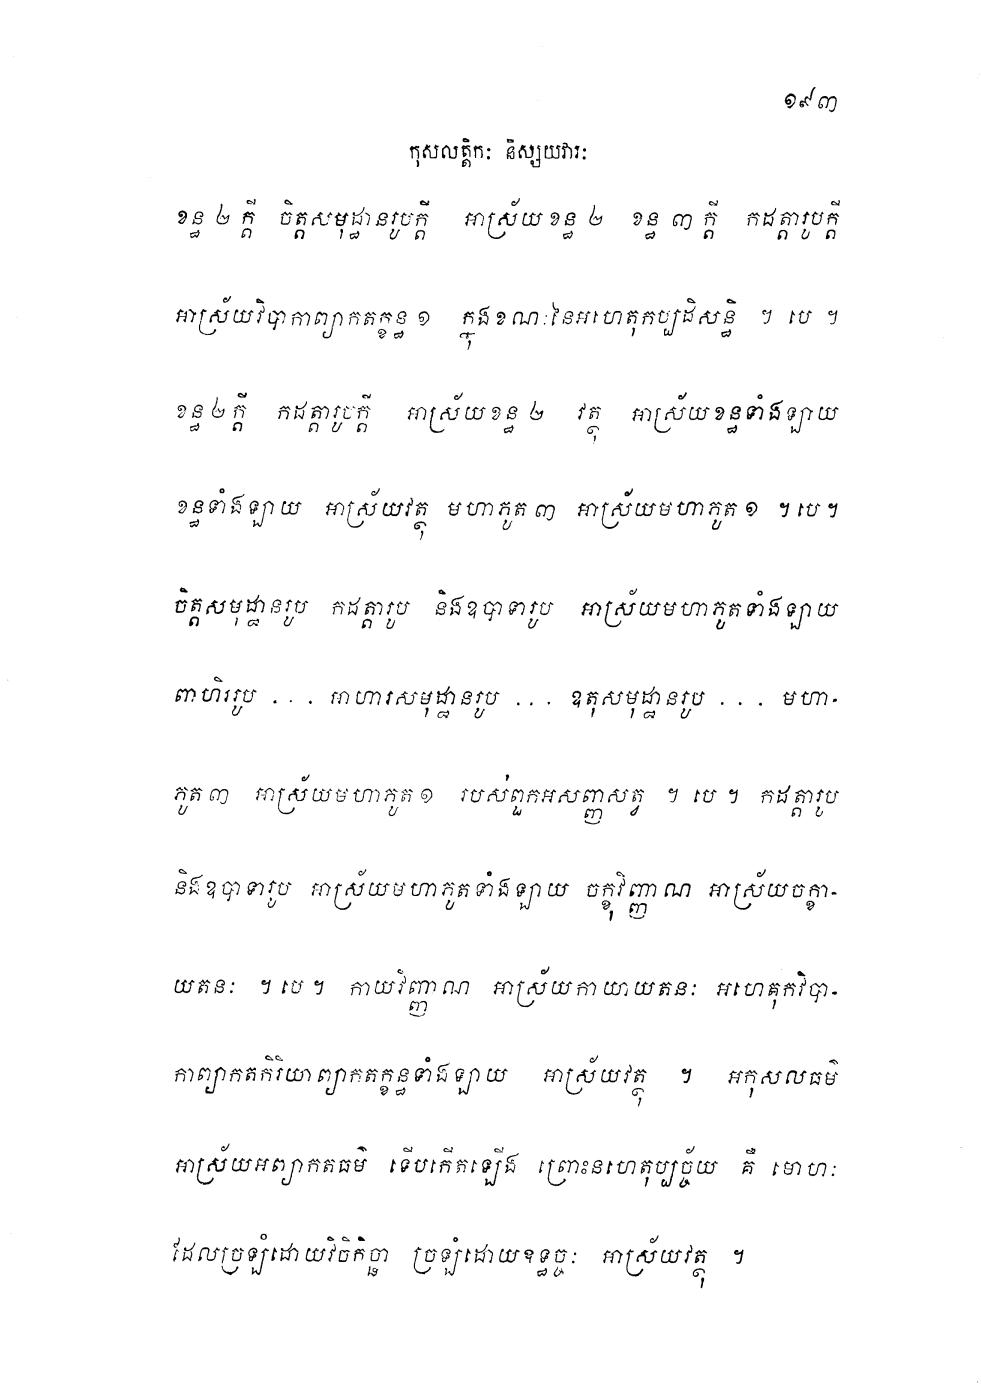 ១៩៣
កុសលត្តិកៈ និស្សយវារៈ
ខន្ធ ២ ក្តី ចិត្តសមុដ្ឋានរូបក្តី អាស្រ័យខន្ធ ២ ខន្ធ ៣ ក្តី កដត្តារូបក្តី
អាស្រ័យវិបាកាព្យាកតក្ខន្ធ ១ ក្នុងខណៈនៃអហេតុកប្បដិសន្ធិ ។ បេ ។
ខន្ធ ២ ក្តី កដត្តារូបក្តី អាស្រ័យខន្ធ ២ វត្ថុ អាស្រ័យខន្ធទាំងឡាយ
ខន្ធទាំងឡាយ អាស្រ័យវត្ថុ មហាភូត ៣ អាស្រ័យមហាភូត ១ ។ បេ ។
ចិត្តសមុដ្ឋានរូប កដត្តារូប និងឧបាទារូប អាស្រ័យមហាភូតទាំងឡាយ
ពាហិររូប ... អាហារសមុដ្ឋានរូប ... ឧតុសមុដ្ឋានរូប ... មហា-
ភូត ៣ អាស្រ័យមហាភូត ១ របស់ពួកអសញ្ញសត្វ ។ បេ ។ កដត្តារូប
និងឧបាទារូប អាស្រ័យមហាភូតទាំងឡាយ ចក្ខុវិញ្ញាណ អាស្រ័យចក្ខា-
យតនៈ ។ បេ ។ កាយវិញ្ញាណ អាស្រ័យកាយាយតនៈ អហេតុកវិបា-
កាព្យាកតកិរិយាព្យាកតក្ខន្ធទាំងឡាយ អាស្រ័យវត្ថុ ។ អកុសលធម៌
អាស្រ័យអព្យាកតធម៌ ទើបកើតឡើង ព្រោះនហេតុប្បច្ច័យ គឺ មោហៈ
ដែលច្រឡំដោយវិចិកិច្ឆា ច្រឡំដោយឧទ្ធច្ចៈ អាស្រ័យវត្ថុ ។